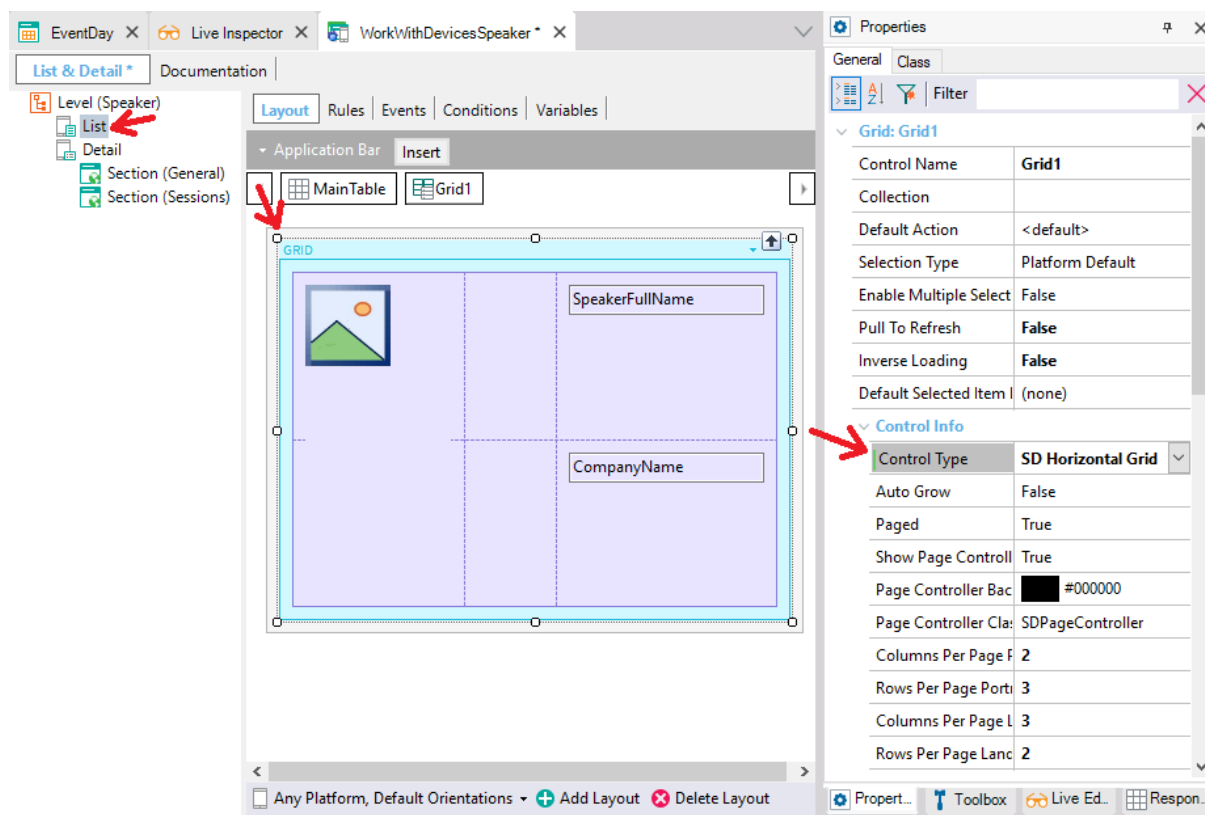 EventDay
Live Inspector
WorkWithDevicesSpeaker *
List & Detail *
Documentation
Level (Speaker)
List
Detail
Section (General)
Section (Sessions)
Layout
Rules
Events
Conditions
Variables
Application Bar
Insert
MainTable
Grid1
GRID
SpeakerFullName
CompanyName
Any Platform, Default Orientations
Add Layout
Delete Layout
Properties
General
Class
Filter
Grid: Grid1
Control Name Grid1
Collection
Default Action <default>
Selection Type Platform Default
Enable Multiple Select False
Pull To Refresh False
Inverse Loading False
Default Selected Item (none)
Control Info
Control Type SD Horizontal Grid
Auto Grow False
Paged True
Show Page Controll True
Page Controller Bac #000000
Page Controller Cla SDPageController
Columns Per Page 2
Rows Per Page Port 3
Columns Per Page L 3
Rows Per Page Lanc 2
Propert...
Toolbox
Live Ed...
Respon...